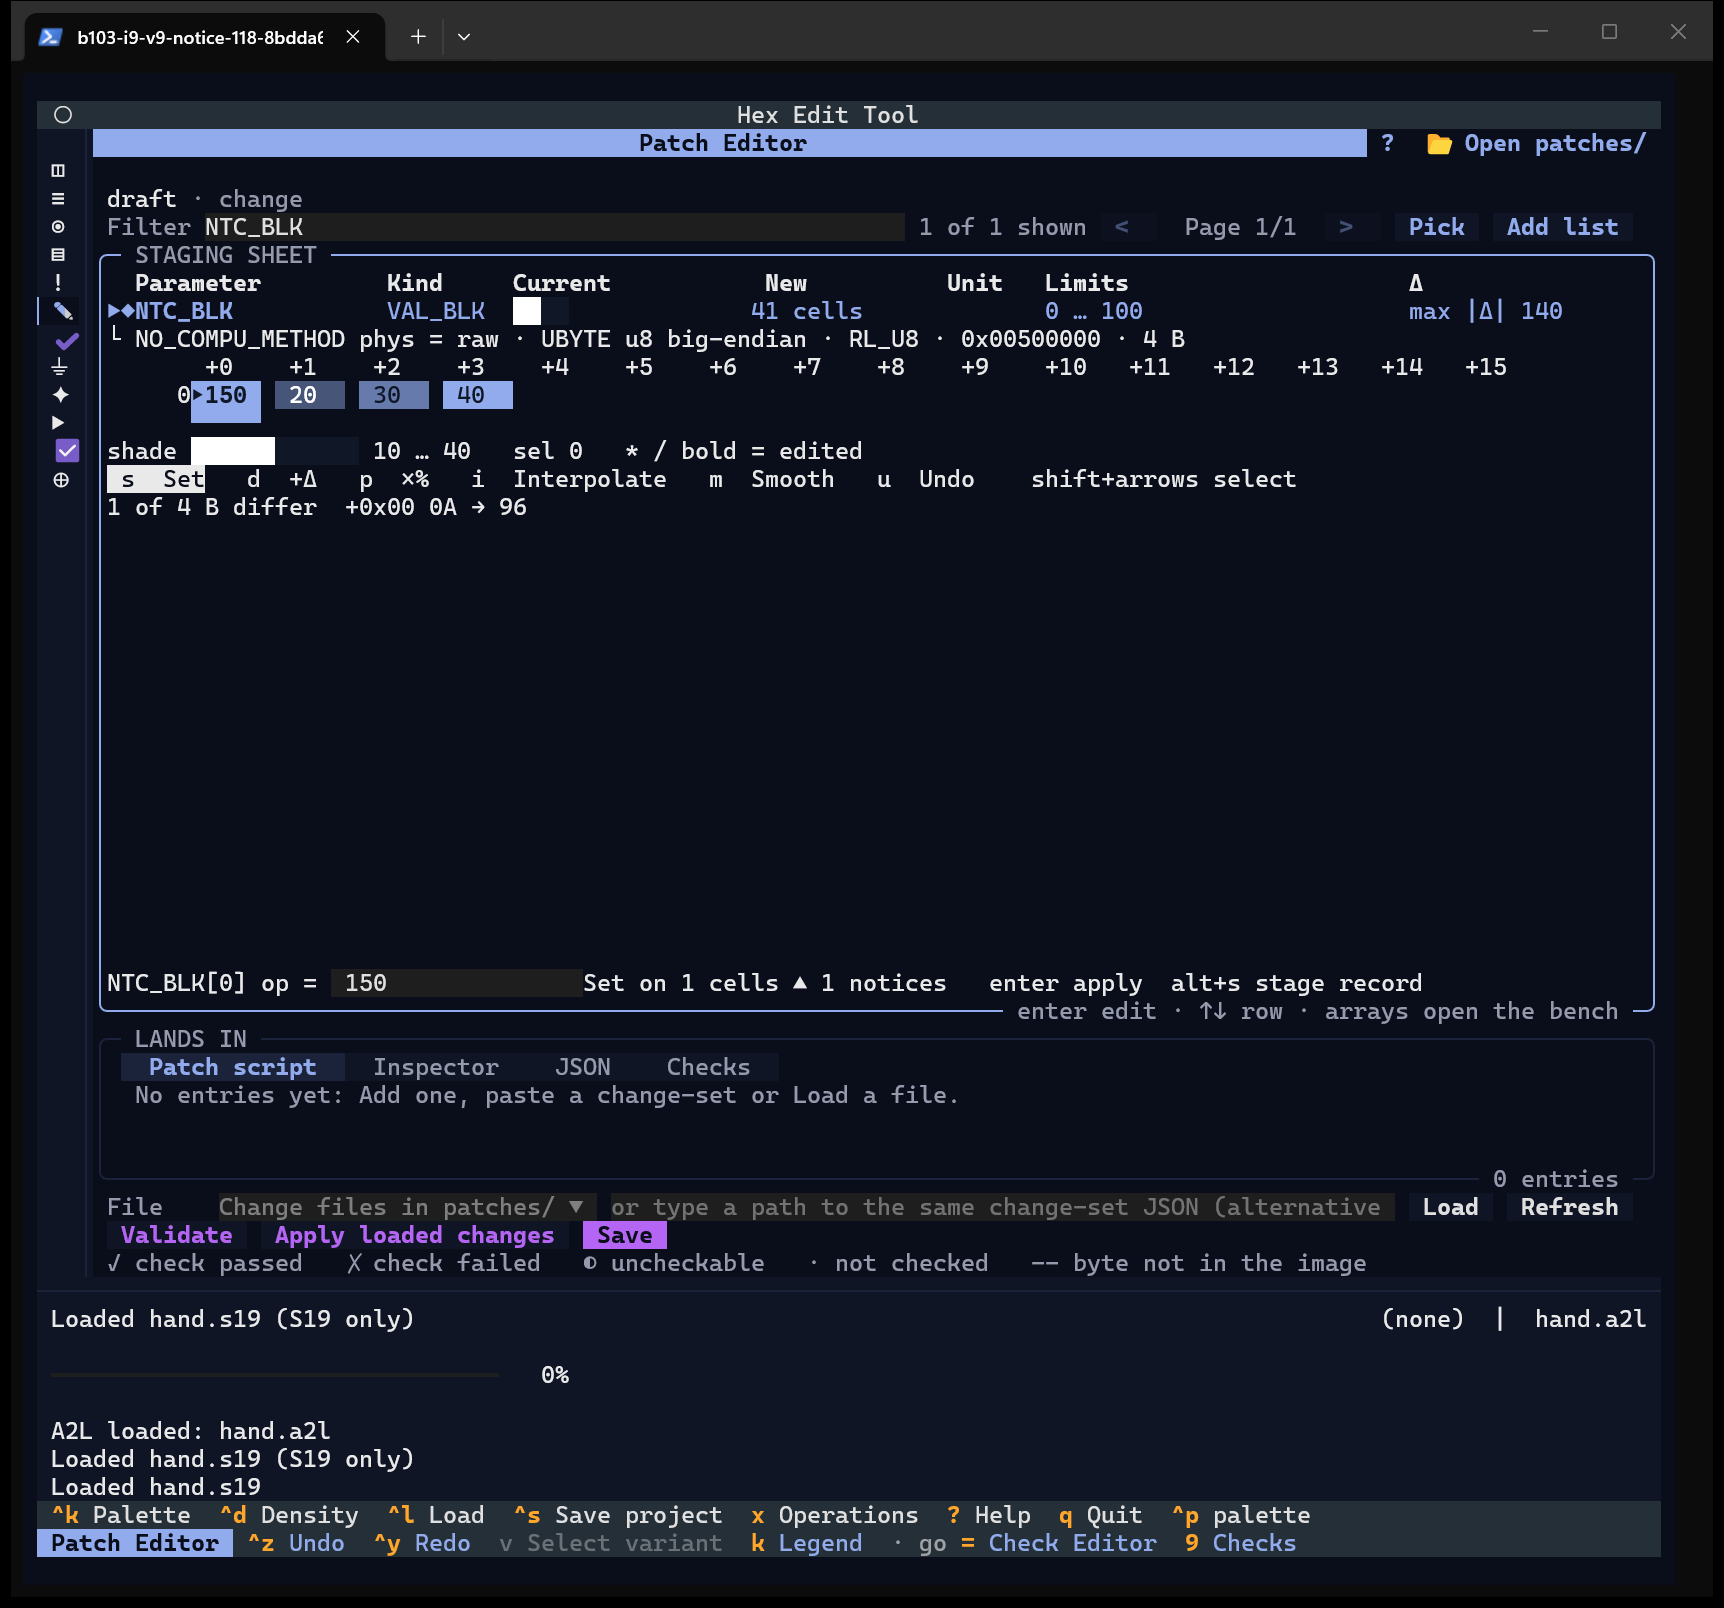 b103-i9-v9-notice-118-8bdda6
Hex Edit Tool
Patch Editor ? Open patches/
draft · change
Filter NTC_BLK 1 of 1 shown < Page 1/1 > Pick Add list
STAGING SHEET
Parameter Kind Current New Unit Limits Δ
▶◆NTC_BLK VAL_BLK 41 cells 0 … 100 max |Δ| 140
└ NO_COMPU_METHOD phys = raw · UBYTE u8 big-endian · RL_U8 · 0x00500000 · 4 B
+0 +1 +2 +3 +4 +5 +6 +7 +8 +9 +10 +11 +12 +13 +14 +15
0▸150 20 30 40
shade 10 … 40 sel 0 * / bold = edited
s Set d +Δ p ×% i Interpolate m Smooth u Undo shift+arrows select
1 of 4 B differ +0x00 0A → 96
NTC_BLK[0] op = 150 Set on 1 cells ▲ 1 notices enter apply alt+s stage record
enter edit · ↑↓ row · arrays open the bench
LANDS IN
Patch script Inspector JSON Checks
No entries yet: Add one, paste a change-set or Load a file.
0 entries
File Change files in patches/ ▼ or type a path to the same change-set JSON (alternative Load Refresh
Validate Apply loaded changes Save
✓ check passed ✗ check failed ◐ uncheckable · not checked -- byte not in the image
Loaded hand.s19 (S19 only) (none) | hand.a2l
0%
A2L loaded: hand.a2l
Loaded hand.s19 (S19 only)
Loaded hand.s19
^k Palette ^d Density ^l Load ^s Save project x Operations ? Help q Quit ^p palette
Patch Editor ^z Undo ^y Redo v Select variant k Legend · go = Check Editor 9 Checks